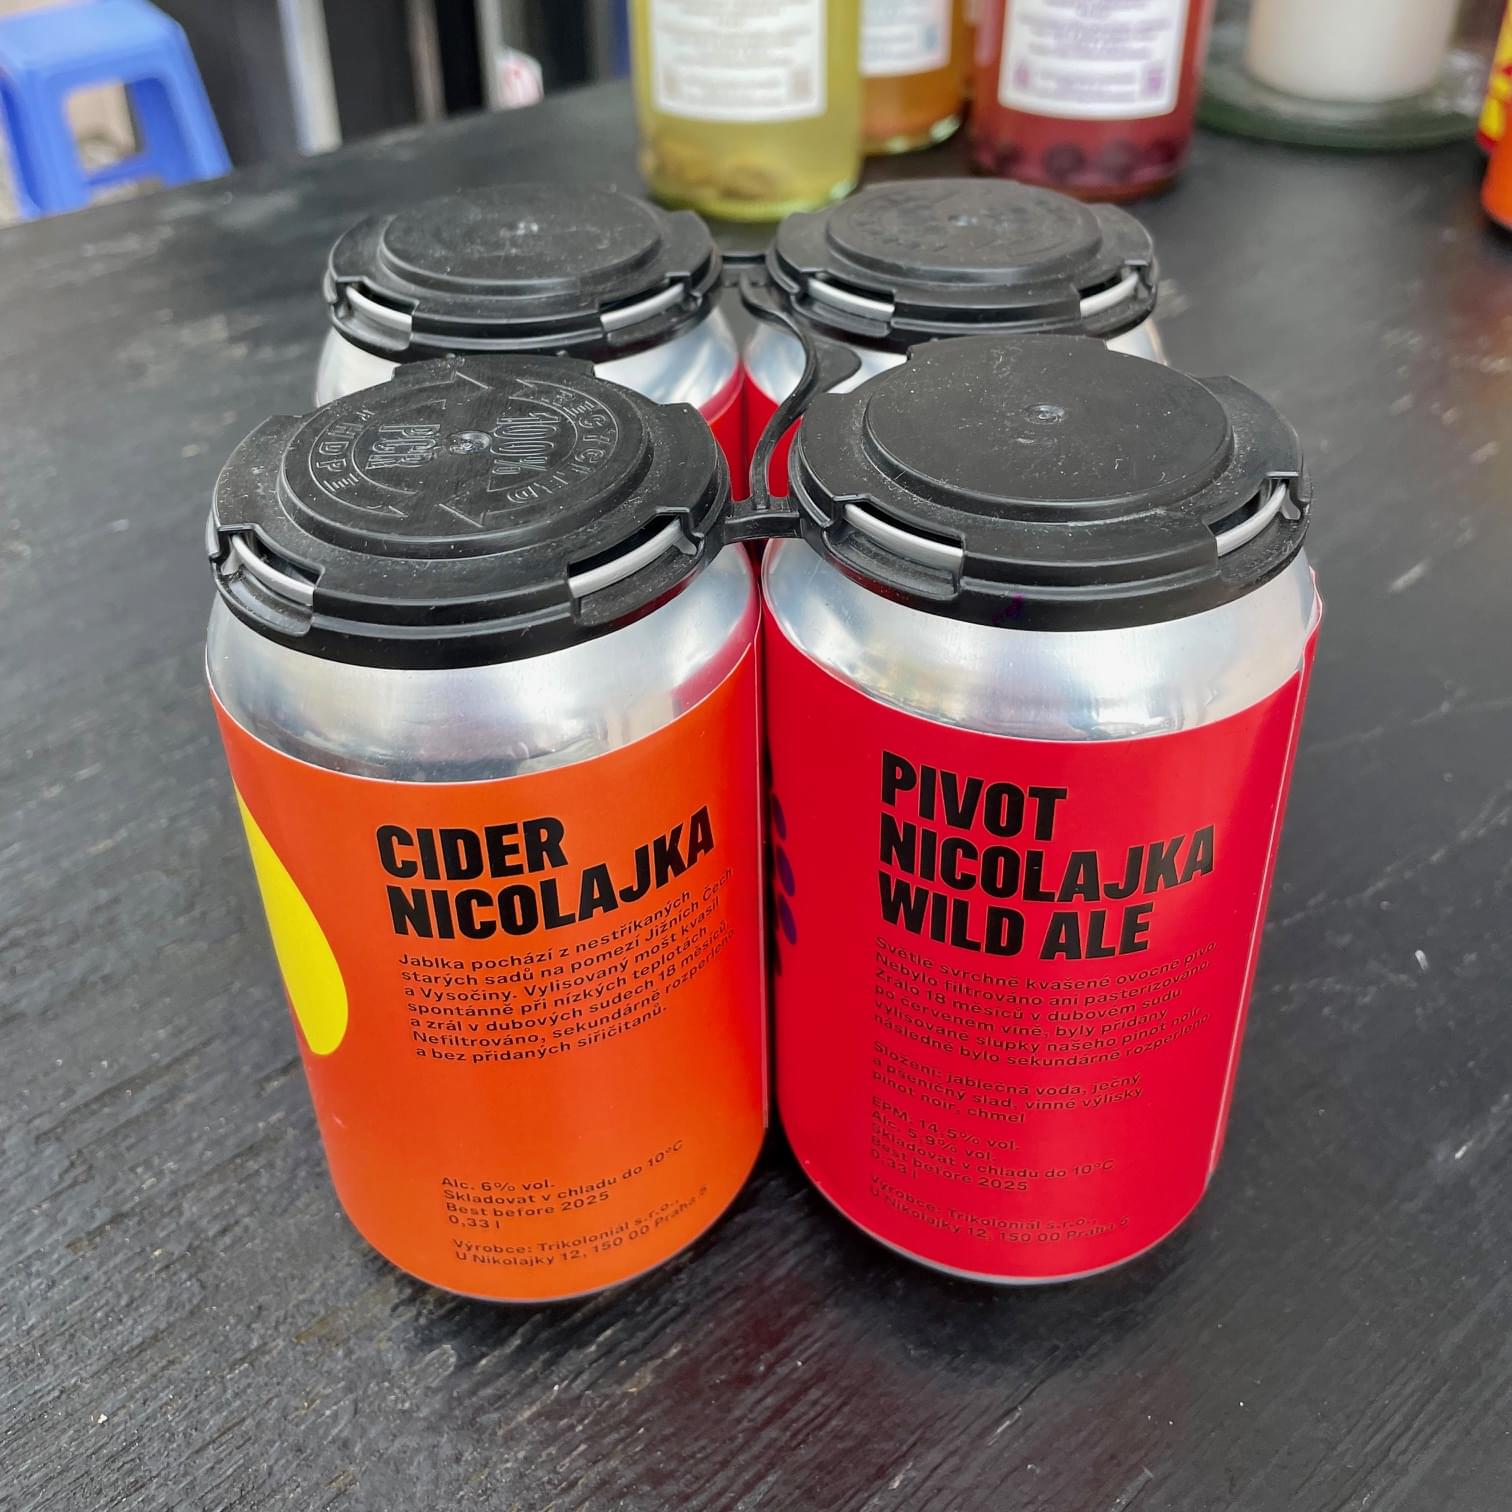 100%
PCR
HDPE
CIDER
NICOLAJKA
Jablka pochází z nestříkaných
starých sadů na pomezí Jižních Čech
a Vysočiny. Vylisovaný mošt kvasil
spontánně při nízkých teplotách
a zrál v dubových sudech 18 měsíců.
Nefiltrováno, sekundárně rozperleno
a bez přidaných siřičitanů.
Alc. 6% vol.
Skladovat v chladu do 10°C
Best before 2025
0,33 l
Výrobce: Trikoloniál s.r.o.,
U Nikolajky 12, 150 00 Praha 5
PIVOT
NICOLAJKA
WILD ALE
Světlé svrchně kvašené ovocné pivo.
Nebylo filtrováno ani pasterizováno.
Zrálo 18 měsíců v dubovém sudu
po červeném víně, byly přidány
vylisované slupky našeho pinot noir,
následně bylo sekundárně rozperleno.
Složení: jablečná voda, ječný
a pšeničný slad, vinné výlisky
pinot noir, chmel
EPM. 14,5% vol.
Alc. 5,9% vol.
Skladovat v chladu do 10°C
Best before 2025
0,33 l
Výrobce: Trikoloniál s.r.o.,
U Nikolajky 12, 150 00 Praha 5